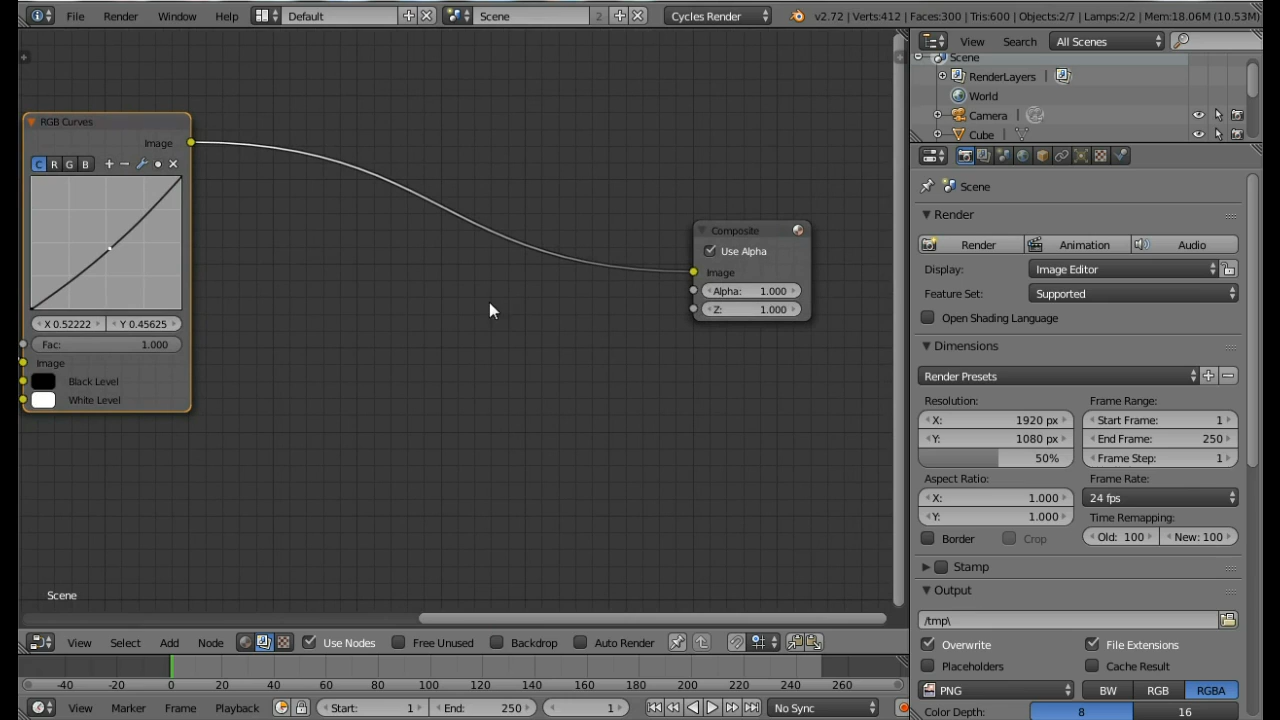 File Render Window Help Default Scene 2 Cycles Render v2.72 | Verts:412 | Faces:300 | Tris:600 | Objects:2/7 | Lamps:2/2 | Mem:18.06M (10.53M)
View Search All Scenes
Scene
RenderLayers
World
Camera
Cube
RGB Curves
Image
C R G B
X 0.52222 Y 0.45625
Fac: 1.000
Image
Black Level
White Level
Composite
Use Alpha
Image
Alpha: 1.000
Z: 1.000
Scene
View Select Add Node Use Nodes Free Unused Backdrop Auto Render
-40 -20 0 20 40 60 80 100 120 140 160 180 200 220 240 260
View Marker Frame Playback Start: 1 End: 250 1 No Sync
Scene
Render
Render Animation Audio
Display: Image Editor
Feature Set: Supported
Open Shading Language
Dimensions
Render Presets
Resolution: Frame Range:
X: 1920 px Start Frame: 1
Y: 1080 px End Frame: 250
50% Frame Step: 1
Aspect Ratio: Frame Rate:
X: 1.000 24 fps
Y: 1.000 Time Remapping:
Border Crop Old: 100 New: 100
Stamp
Output
/tmp\
Overwrite File Extensions
Placeholders Cache Result
PNG BW RGB RGBA
Color Depth: 8 16